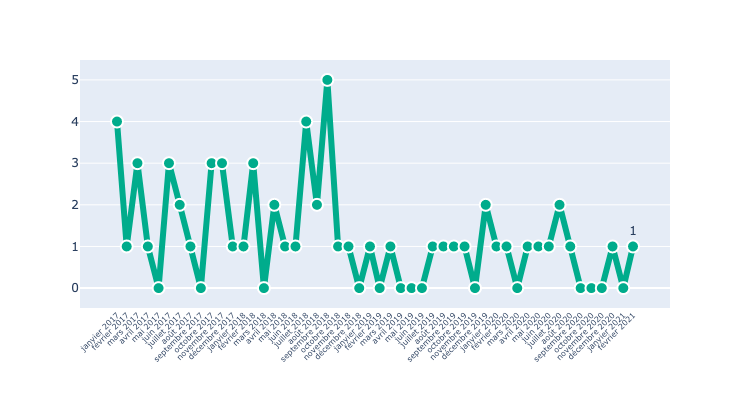 5
4
3
2
1
0
1
janvier 2017
février 2017
mars 2017
avril 2017
mai 2017
juin 2017
juillet 2017
août 2017
septembre 2017
octobre 2017
novembre 2017
décembre 2017
janvier 2018
février 2018
mars 2018
avril 2018
mai 2018
juin 2018
juillet 2018
août 2018
septembre 2018
octobre 2018
novembre 2018
décembre 2018
janvier 2019
février 2019
mars 2019
avril 2019
mai 2019
juin 2019
juillet 2019
août 2019
septembre 2019
octobre 2019
novembre 2019
décembre 2019
janvier 2020
février 2020
mars 2020
avril 2020
mai 2020
juin 2020
juillet 2020
août 2020
septembre 2020
octobre 2020
novembre 2020
décembre 2020
janvier 2021
février 2021